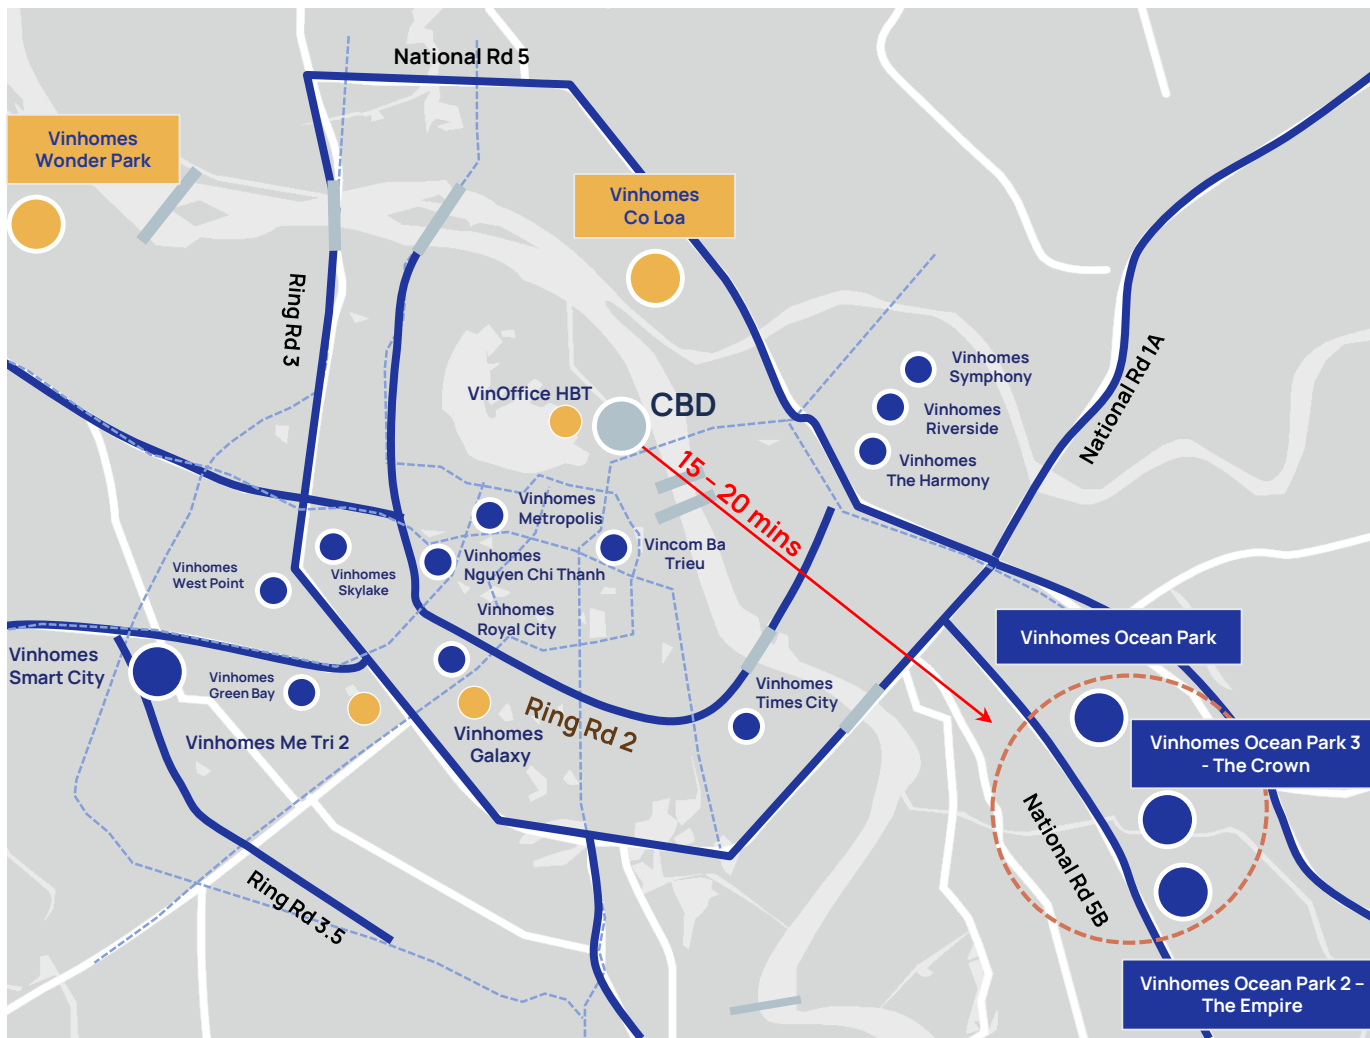 National Rd 5
Vinhomes
Wonder Park
Vinhomes
Co Loa
Ring Rd 3
National Rd 1A
Vinhomes
Symphony
VinOffice HBT
CBD
Vinhomes
Riverside
15 – 20 mins
Vinhomes
The Harmony
Vinhomes
Metropolis
Vincom Ba
Trieu
Vinhomes
Nguyen Chi Thanh
Vinhomes
West Point
Vinhomes
Skylake
Vinhomes
Royal City
Vinhomes Ocean Park
Vinhomes
Smart City
Vinhomes
Green Bay
Vinhomes
Times City
Ring Rd 2
Vinhomes Me Tri 2
Vinhomes
Galaxy
Vinhomes Ocean Park 3
- The Crown
National Rd 5B
Ring Rd 3.5
Vinhomes Ocean Park 2 –
The Empire